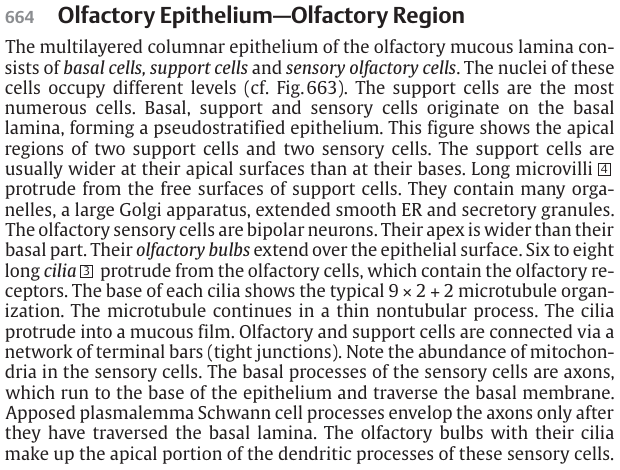 664 Olfactory Epithelium—Olfactory Region
The multilayered columnar epithelium of the olfactory mucous lamina con-
sists of basal cells, support cells and sensory olfactory cells. The nuclei of these
cells occupy different levels (cf. Fig. 663). The support cells are the most
numerous cells. Basal, support and sensory cells originate on the basal
lamina, forming a pseudostratified epithelium. This figure shows the apical
regions of two support cells and two sensory cells. The support cells are
usually wider at their apical surfaces than at their bases. Long microvilli 4
protrude from the free surfaces of support cells. They contain many orga-
nelles, a large Golgi apparatus, extended smooth ER and secretory granules.
The olfactory sensory cells are bipolar neurons. Their apex is wider than their
basal part. Their olfactory bulbs extend over the epithelial surface. Six to eight
long cilia 3 protrude from the olfactory cells, which contain the olfactory re-
ceptors. The base of each cilia shows the typical 9 × 2 + 2 microtubule organ-
ization. The microtubule continues in a thin nontubular process. The cilia
protrude into a mucous film. Olfactory and support cells are connected via a
network of terminal bars (tight junctions). Note the abundance of mitochon-
dria in the sensory cells. The basal processes of the sensory cells are axons,
which run to the base of the epithelium and traverse the basal membrane.
Apposed plasmalemma Schwann cell processes envelop the axons only after
they have traversed the basal lamina. The olfactory bulbs with their cilia
make up the apical portion of the dendritic processes of these sensory cells.